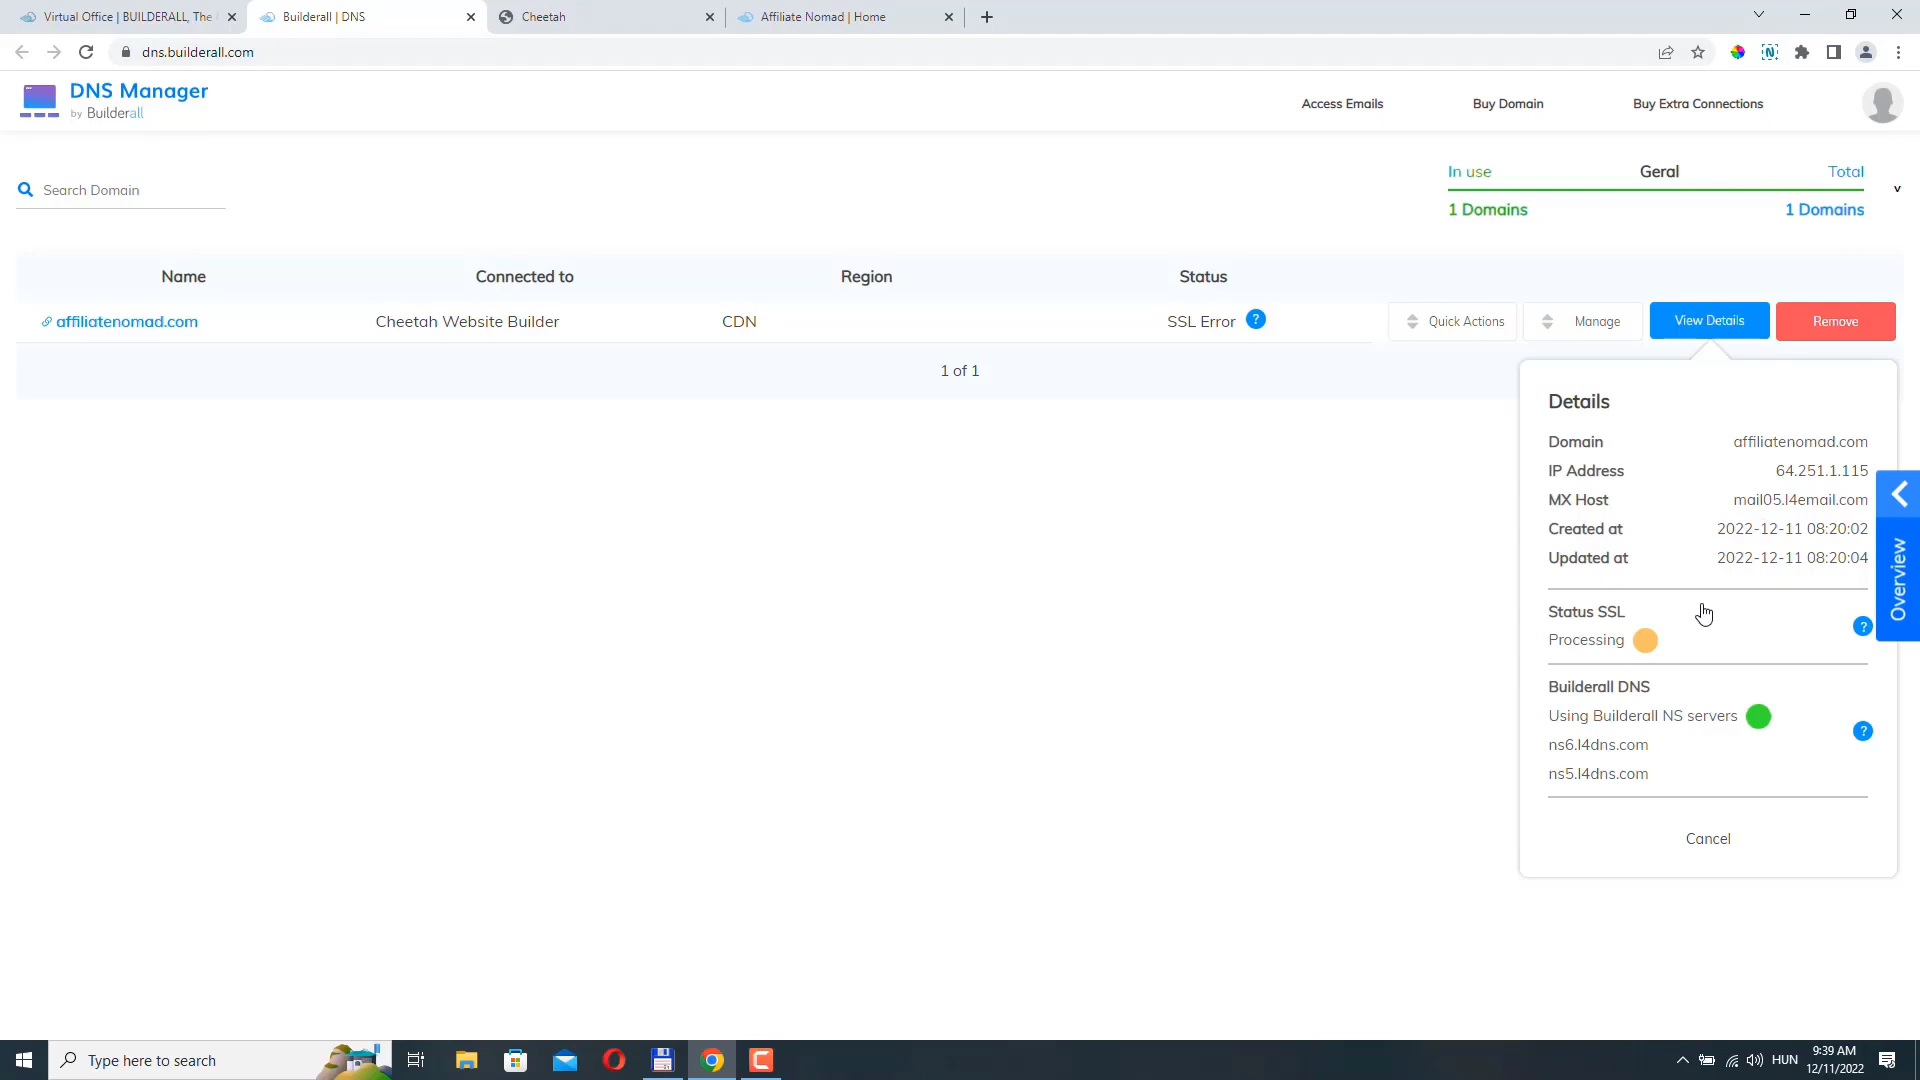 Virtual Office | BUILDERALL, The
Builderall | DNS
Cheetah
Affiliate Nomad | Home
dns.builderall.com
DNS Manager
by Builderall
Access Emails
Buy Domain
Buy Extra Connections
Search Domain
In use
Geral
Total
1 Domains
1 Domains
Name
Connected to
Region
Status
affiliatenomad.com
Cheetah Website Builder
CDN
SSL Error
?
Quick Actions
Manage
View Details
Remove
1 of 1
Details
Domain
affiliatenomad.com
IP Address
64.251.1.115
MX Host
mail05.l4email.com
Created at
2022-12-11 08:20:02
Updated at
2022-12-11 08:20:04
Status SSL
Processing
?
Builderall DNS
Using Builderall NS servers
?
ns6.l4dns.com
ns5.l4dns.com
Cancel
Overview
Type here to search
HUN
9:39 AM
12/11/2022